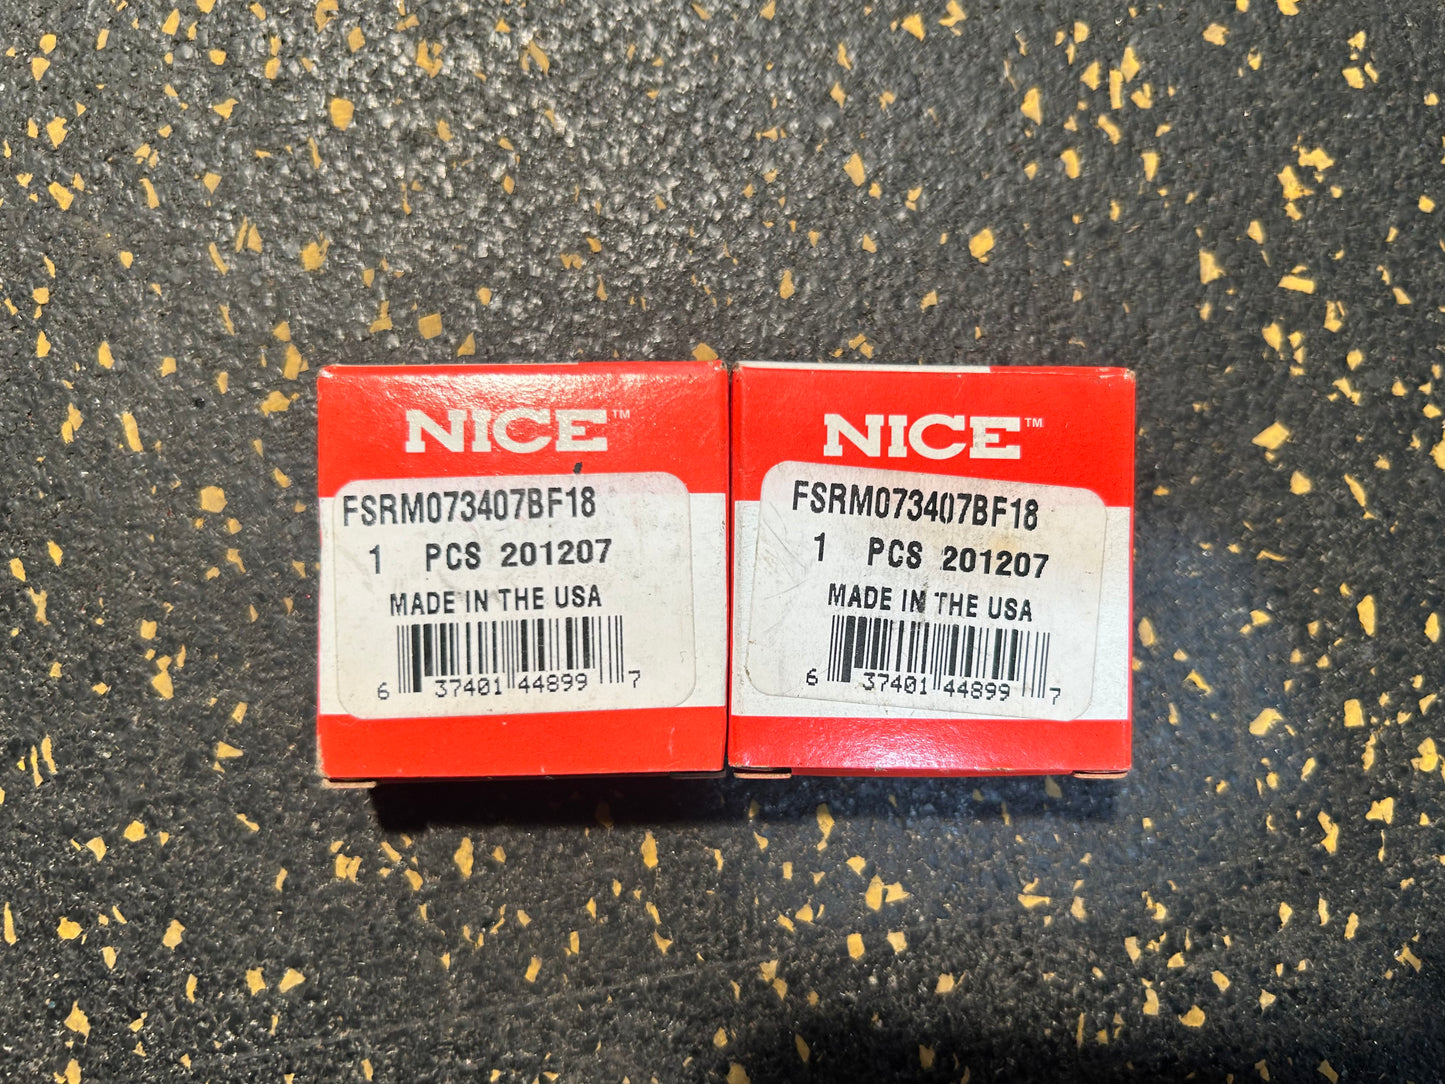 NICE™
FSRM073407BF18
1 PCS 201207
MADE IN THE USA
6 37401 44899 7
NICE™
FSRM073407BF18
1 PCS 201207
MADE IN THE USA
6 37401 44899 7